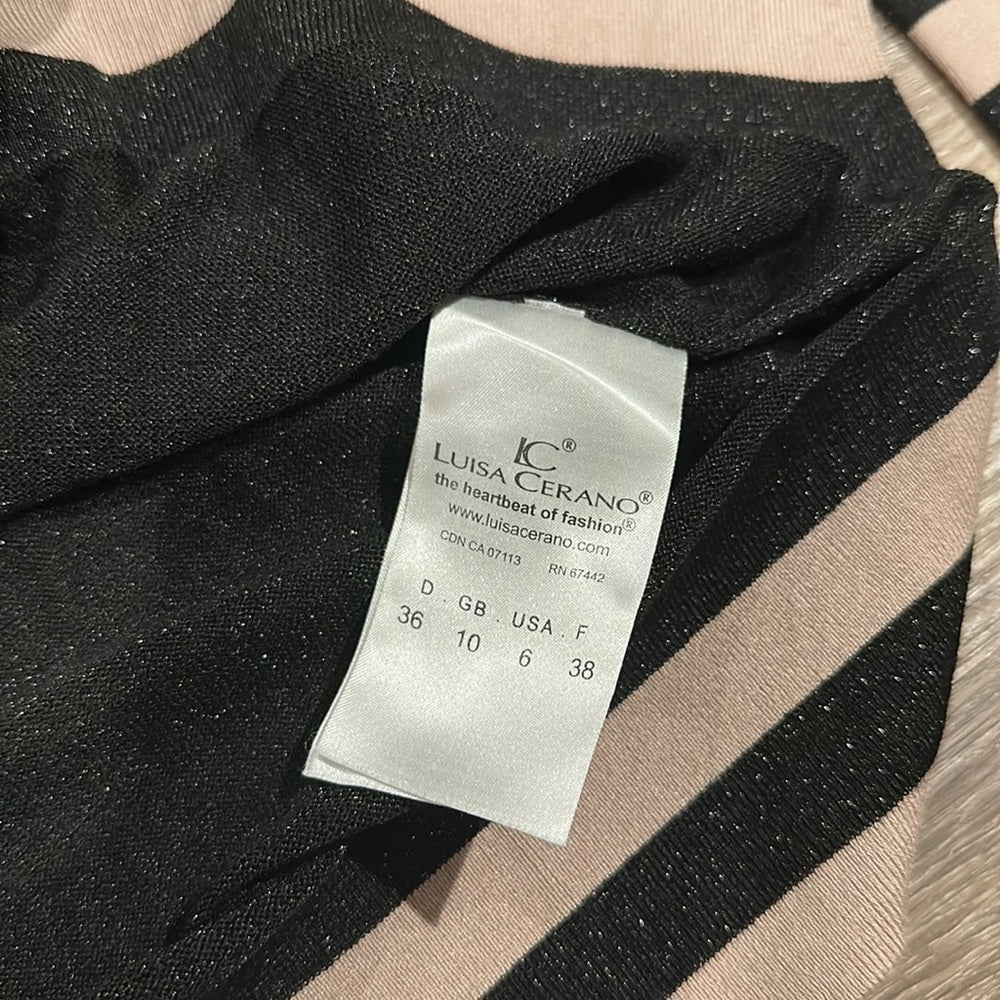 LC®
LUISA CERANO®
the heartbeat of fashion®
www.luisacerano.com
CDN CA 07113 RN 67442
D . GB . USA . F
36 10 6 38